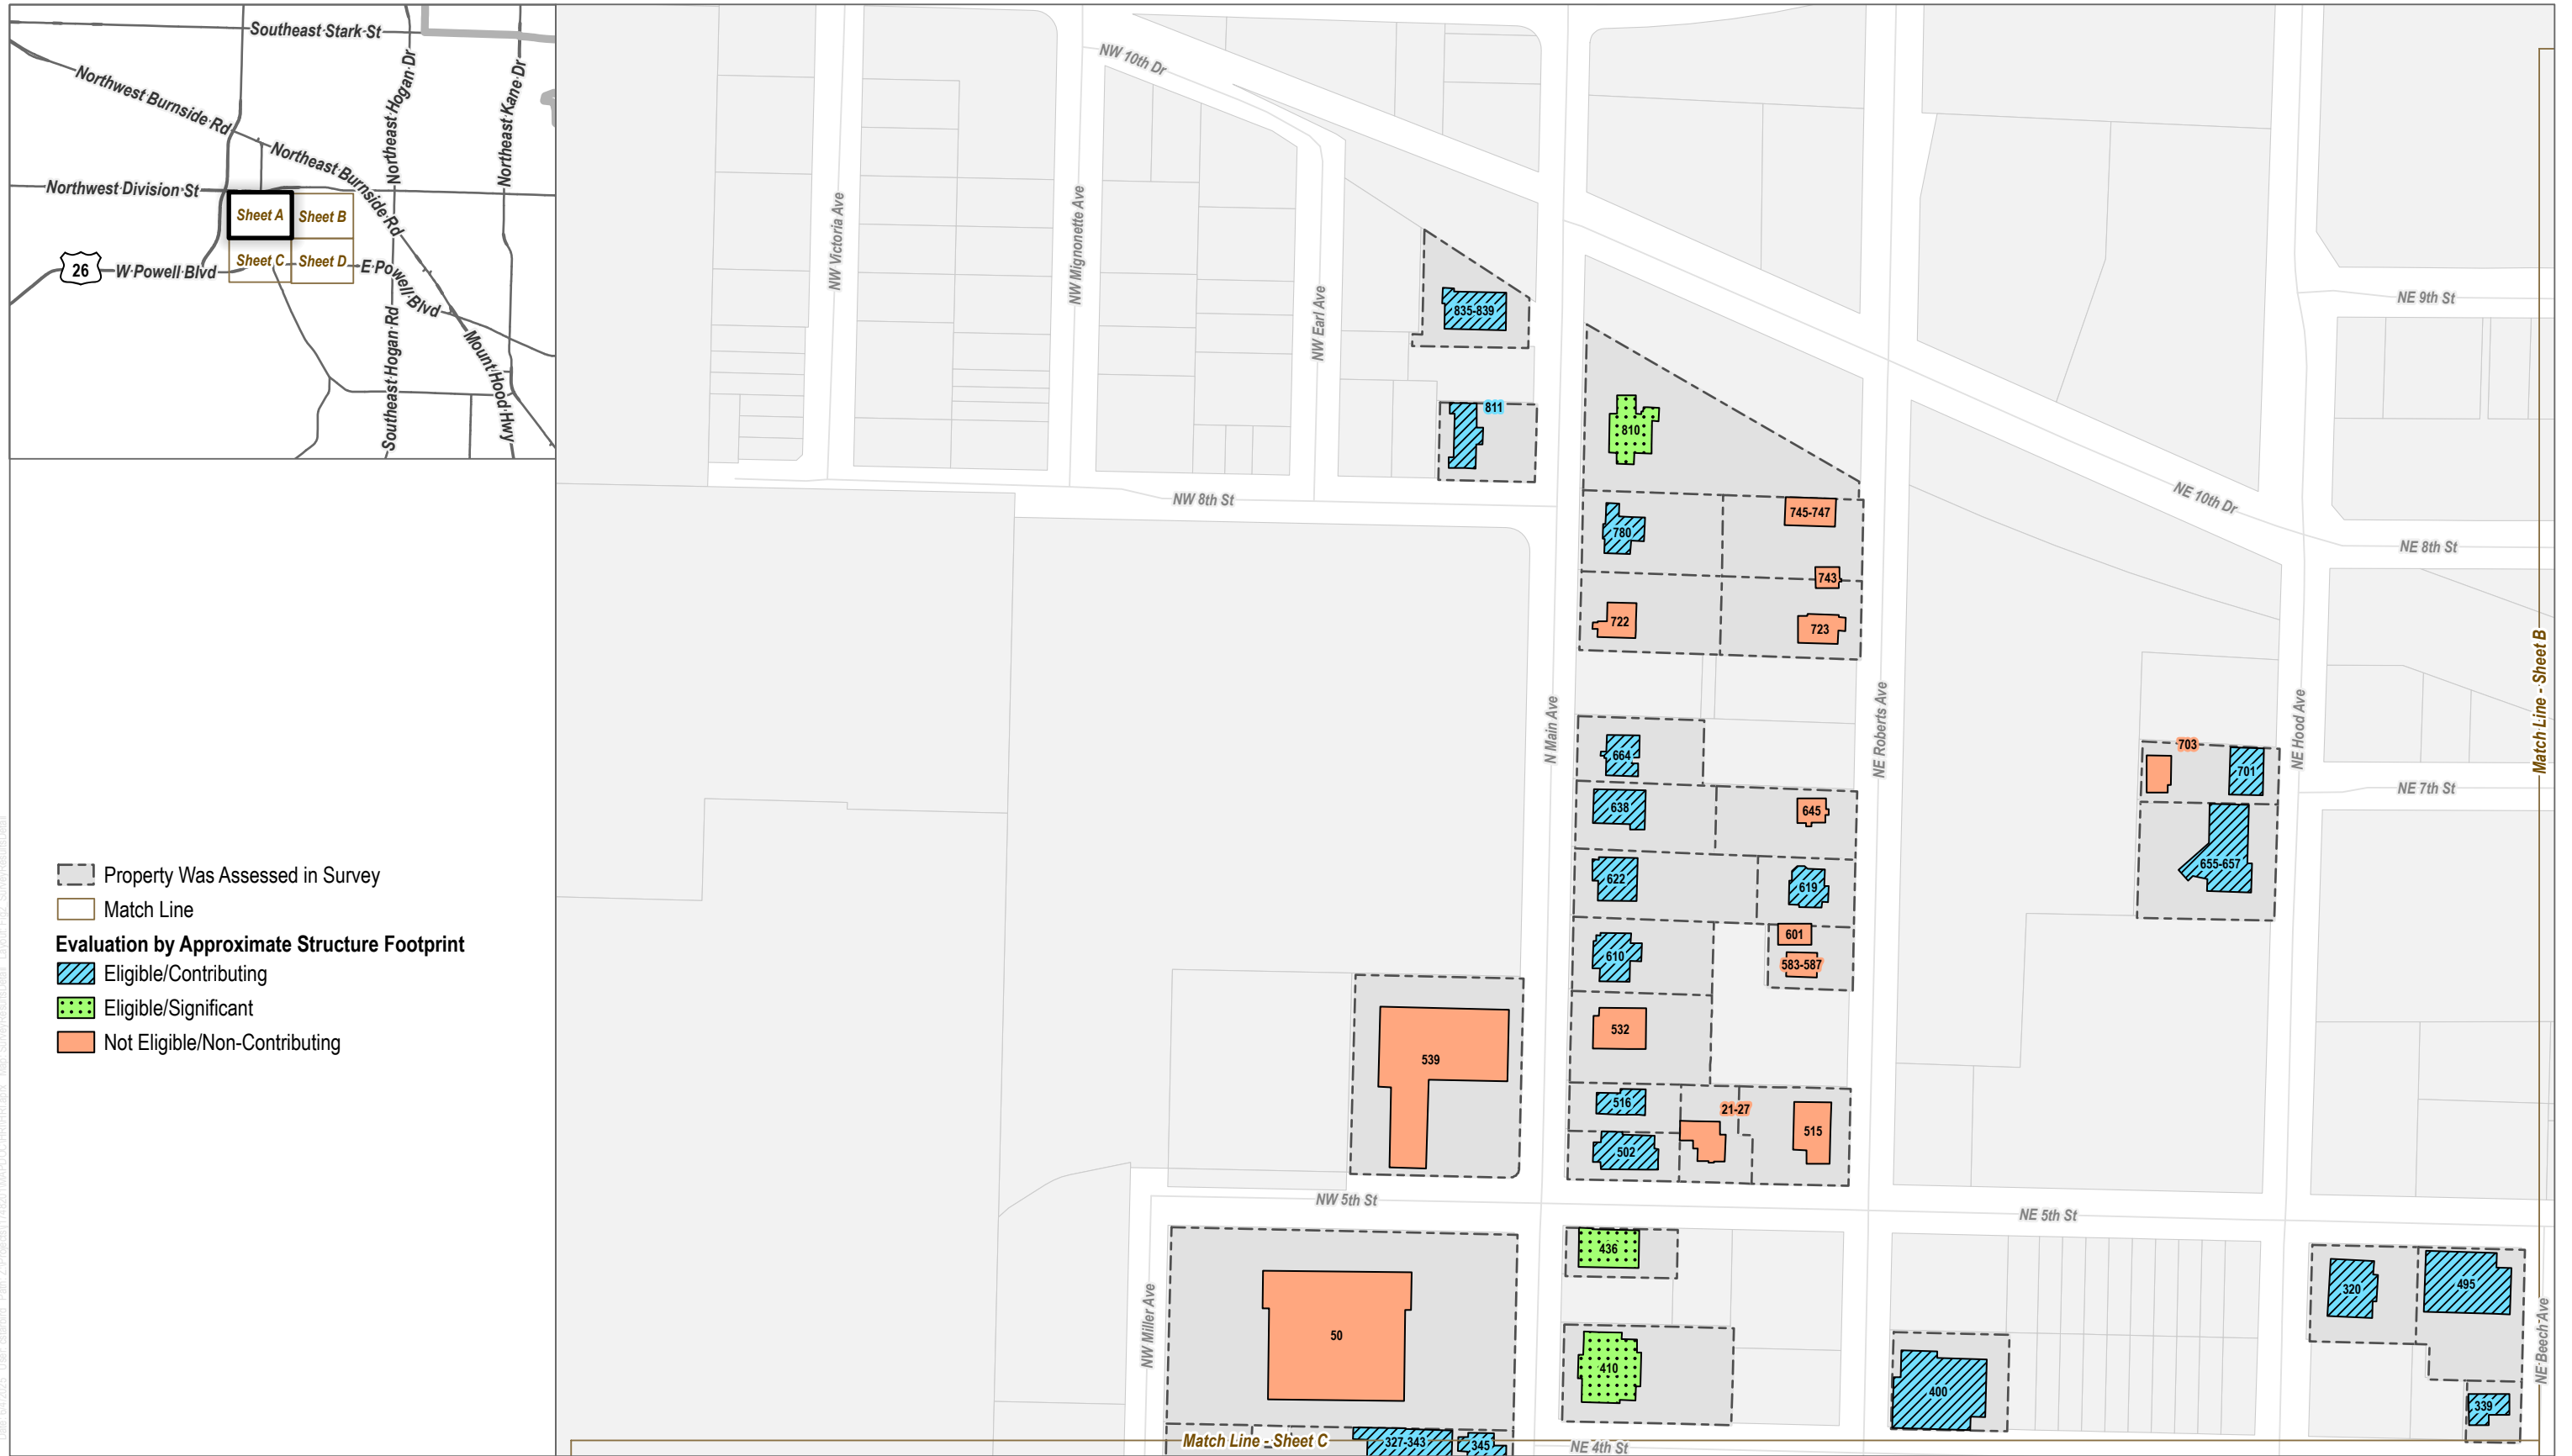 Southeast Stark St
Northwest Burnside Rd
Northeast Hogan Dr
Northeast Kane Dr
Northeast Burnside Rd
Northwest Division St
Sheet A
Sheet B
Sheet C
Sheet D
26
W Powell Blvd
E Powell Blvd
Southeast Hogan Rd
Mount Hood Hwy
Property Was Assessed in Survey
Match Line
Evaluation by Approximate Structure Footprint
Eligible/Contributing
Eligible/Significant
Not Eligible/Non-Contributing
NW 10th Dr
NW Victoria Ave
NW Mignonette Ave
NW Earl Ave
NE 9th St
835-839
811
810
NW 8th St
NE 10th Dr
780
745-747
NE 8th St
743
722
723
N Main Ave
NE Roberts Ave
NE Hood Ave
Match Line - Sheet B
664
703
701
NE 7th St
638
645
622
619
655-657
610
601
583-587
532
539
516
21-27
515
502
NW 5th St
NE 5th St
436
320
495
NW Miller Ave
50
410
400
NE Beech Ave
339
Match Line - Sheet C
327-343
345
NE 4th St